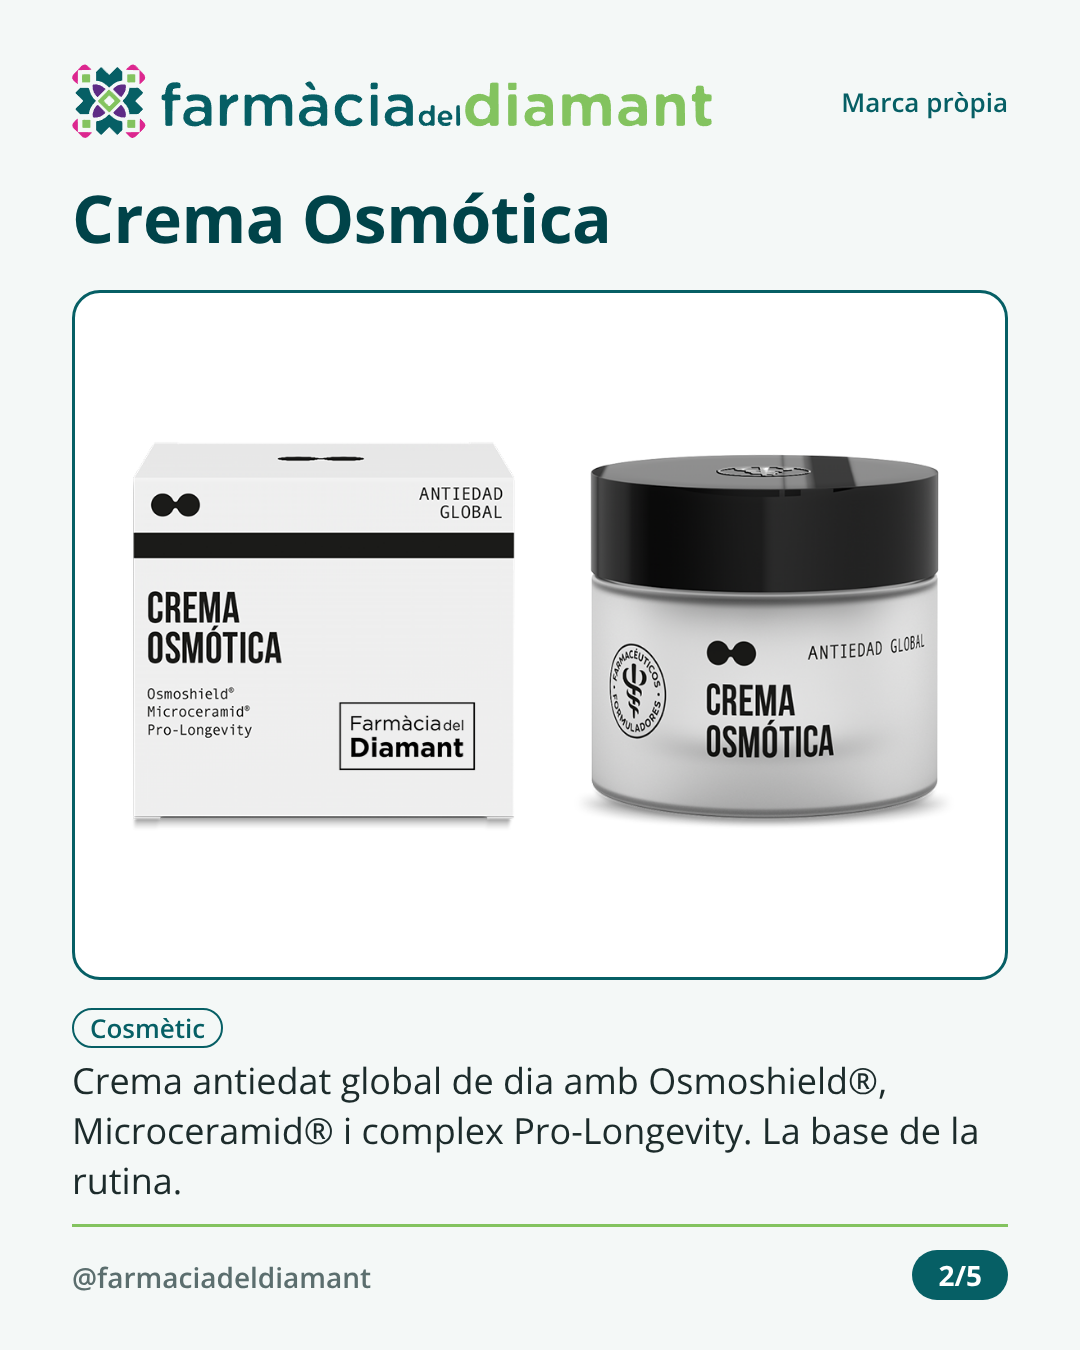 farmàciadeldiamant
Marca pròpia
Crema Osmótica
ANTIEDAD
GLOBAL
CREMA
OSMÓTICA
Osmoshield®
Microceramid®
Pro-Longevity
Farmàciadel
Diamant
FARMACÉUTICOS
FORMULADORES
ANTIEDAD GLOBAL
CREMA
OSMÓTICA
Cosmètic
Crema antiedat global de dia amb Osmoshield®,
Microceramid® i complex Pro-Longevity. La base de la
rutina.
@farmaciadeldiamant
2/5